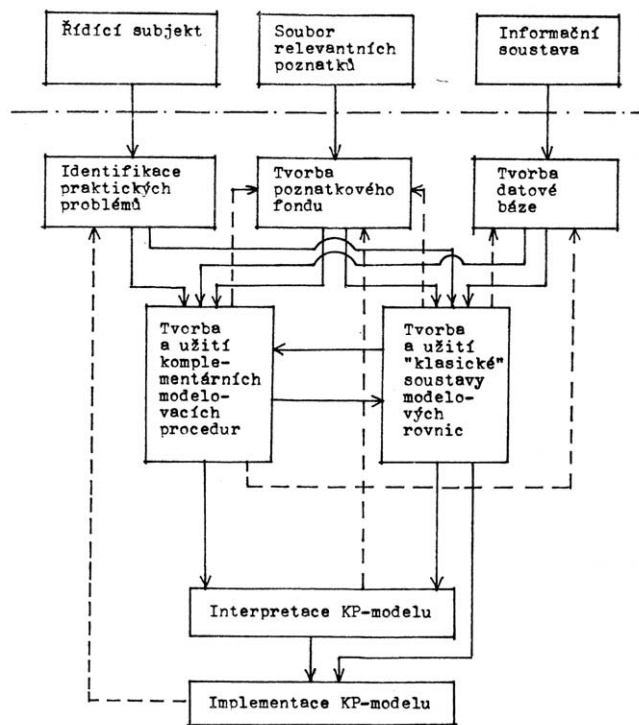 Řídící subjekt
Soubor
relevantních
poznatků
Informační
soustava
Identifikace
praktických
problémů
Tvorba
poznatkového
fondu
Tvorba
datové
báze
Tvorba
a užití
komple-
mentárních
modelo-
vacích
procedur
Tvorba
a užití
"klasické"
soustavy
modelo-
vých
rovnic
Interpretace KP-modelu
Implementace KP-modelu